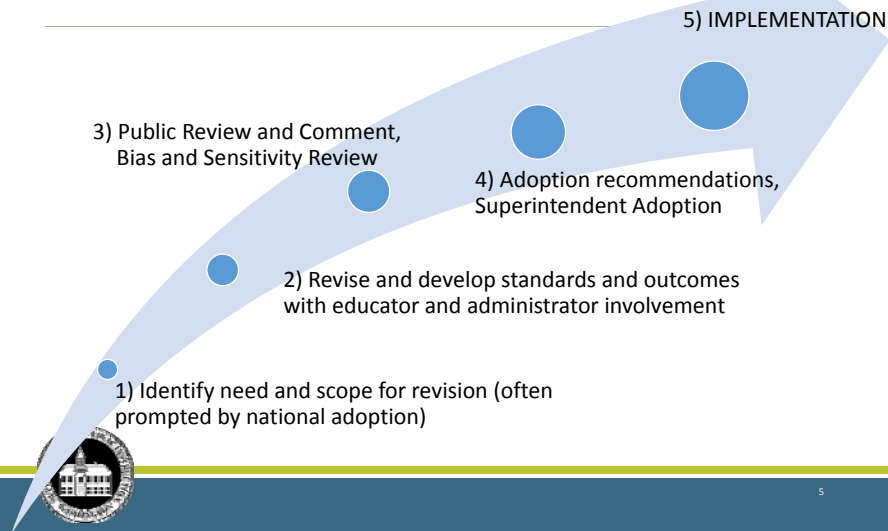 5) IMPLEMENTATION
3) Public Review and Comment,
Bias and Sensitivity Review
4) Adoption recommendations,
Superintendent Adoption
2) Revise and develop standards and outcomes
with educator and administrator involvement
1) Identify need and scope for revision (often
prompted by national adoption)
5